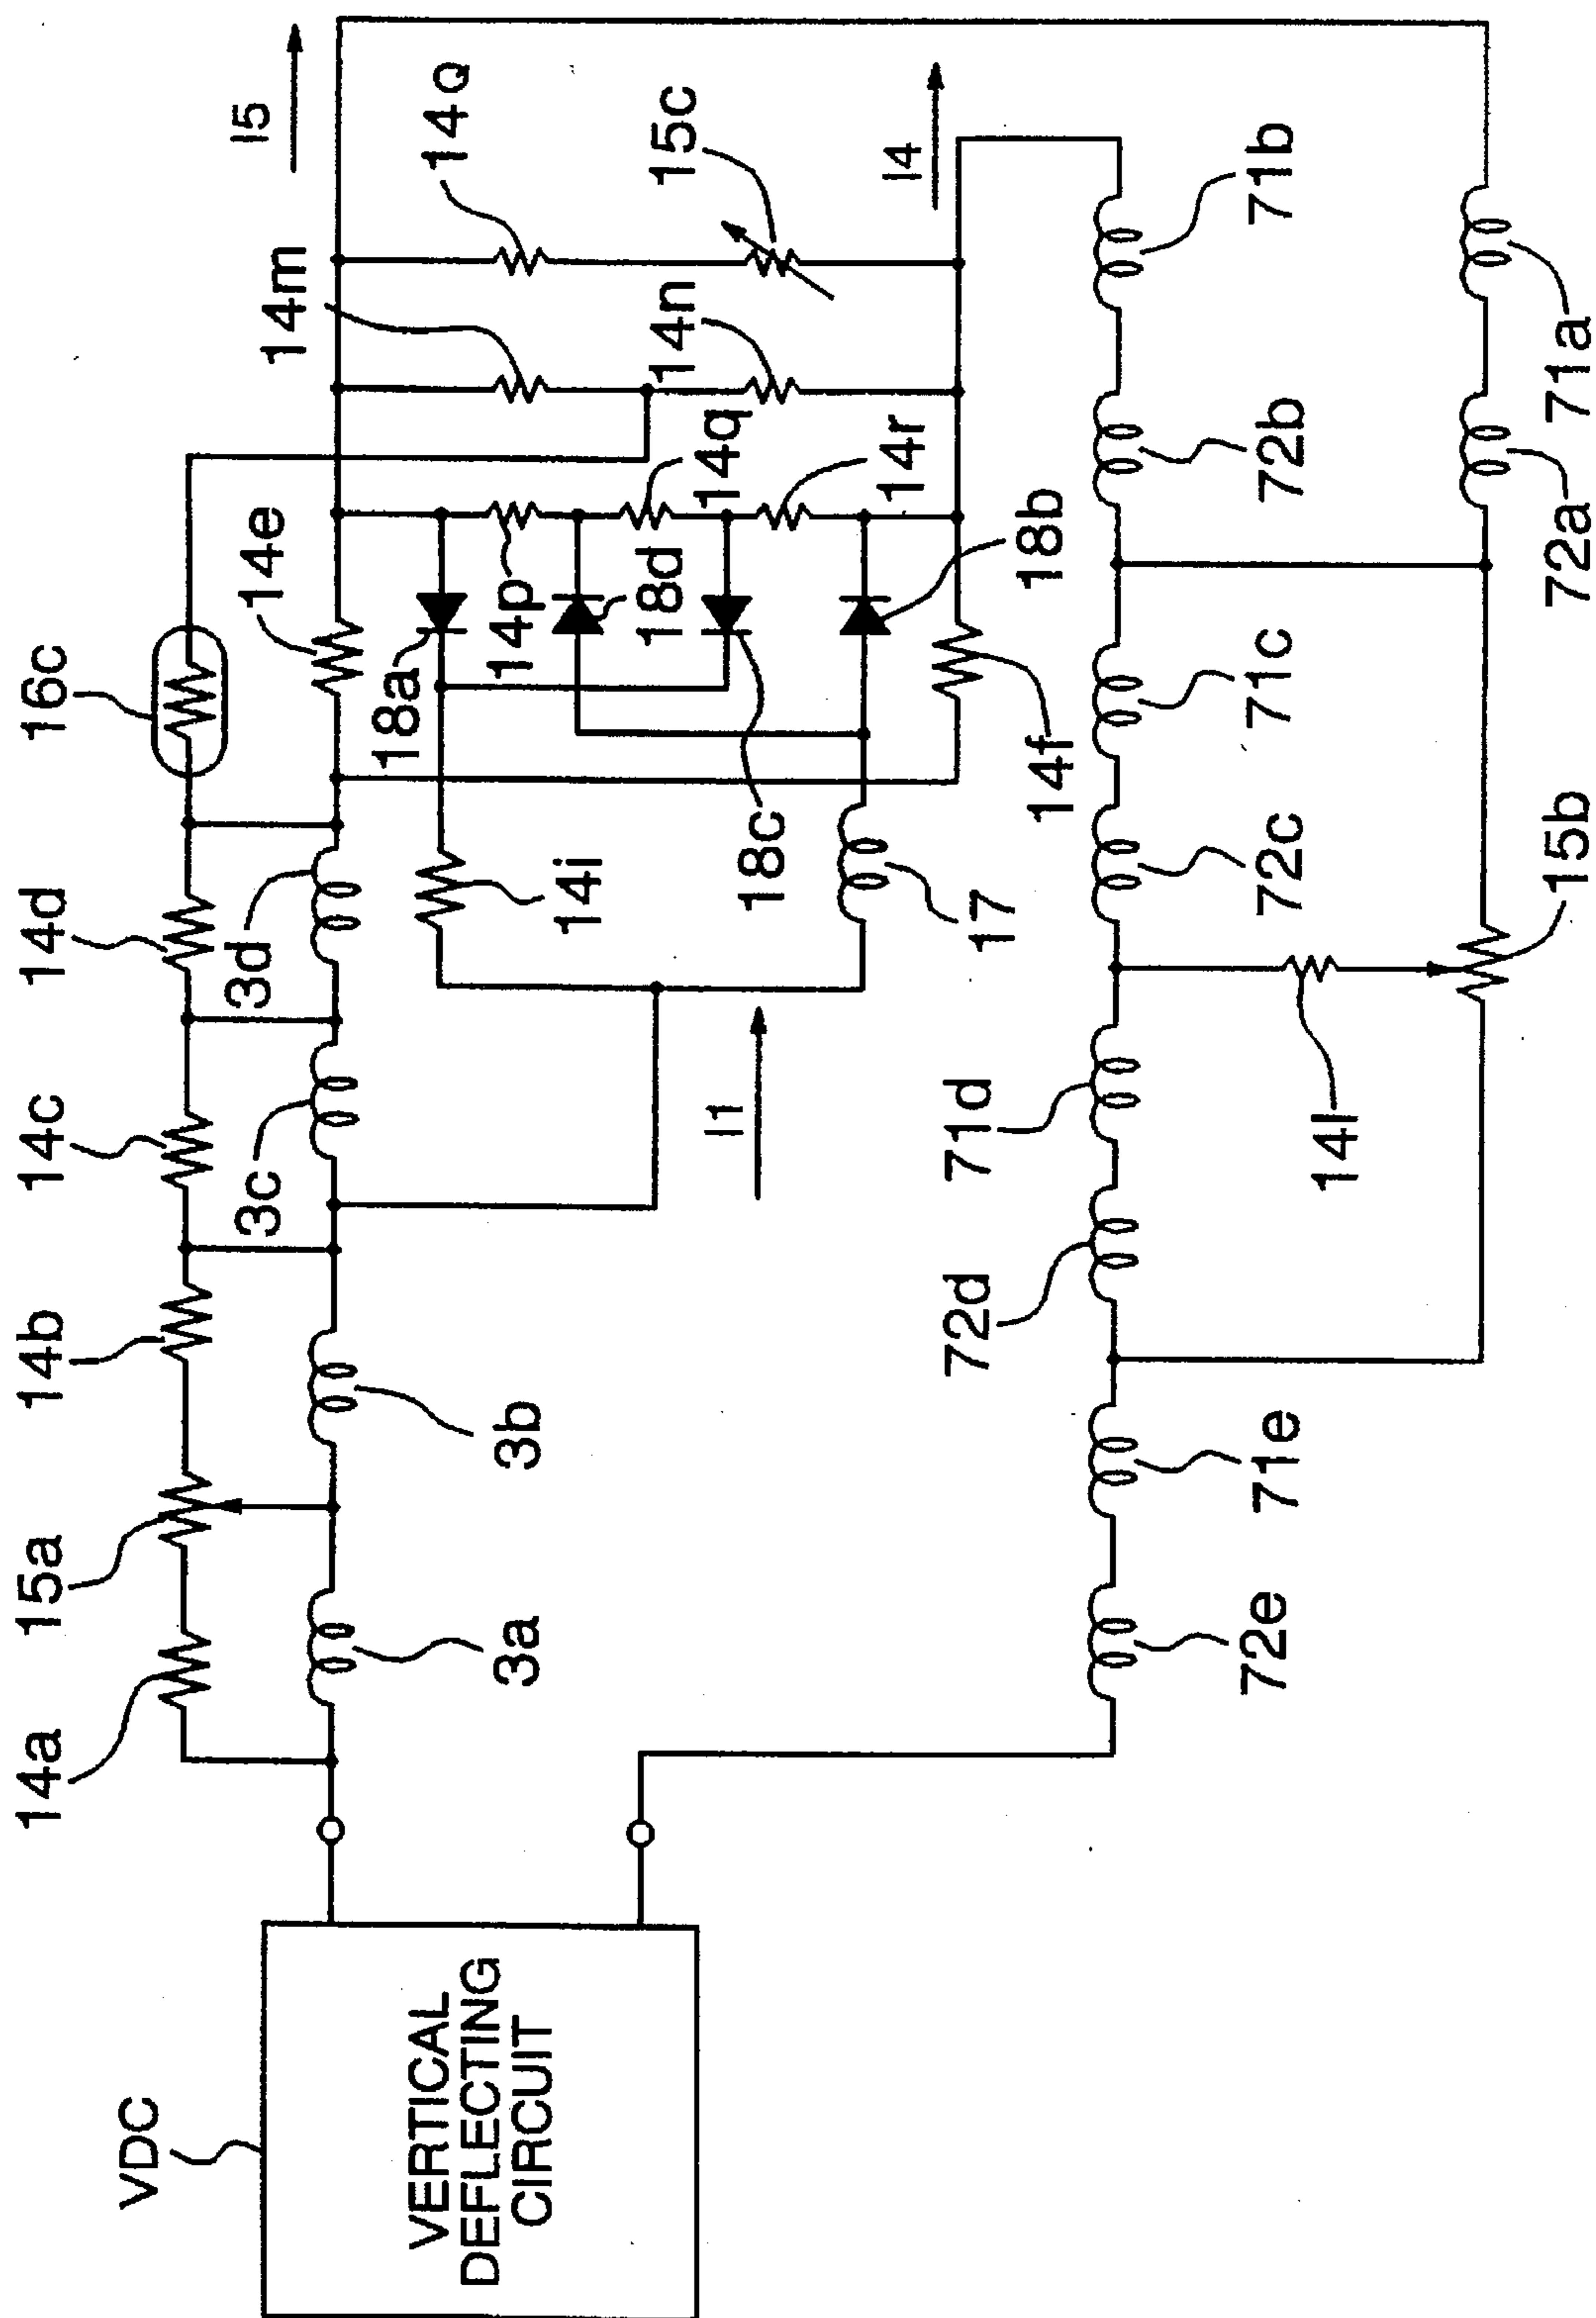 VDC
VERTICAL
DEFLECTING
CIRCUIT
14a
15a
14b
14c
14d
16c
14e
14m
I5
14Q
15c
3a
3b
3c
3d
18a
14p
14q
14n
18d
14r
I4
I1
14i
18c
18b
17
14f
72e
71e
72d
71d
72c
71c
72b
71b
14l
15b
72a
71a